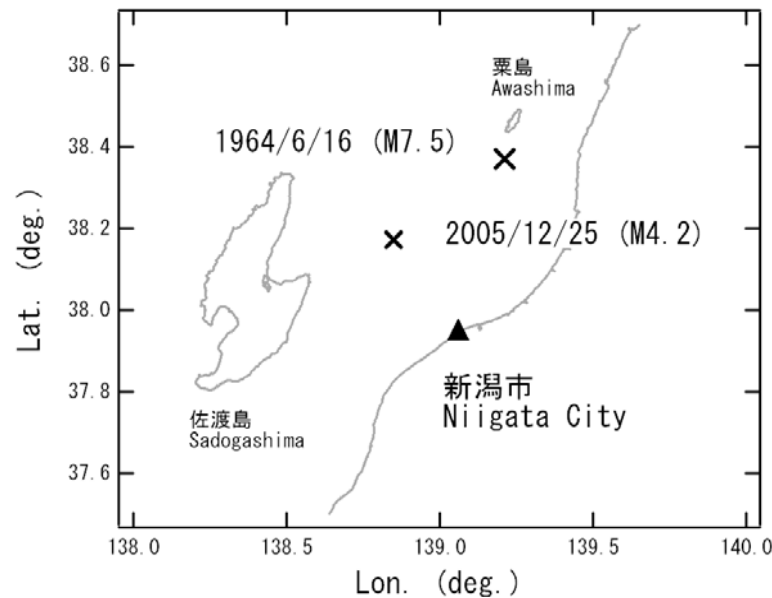 38.6
38.4
38.2
38.0
37.8
37.6
Lat. (deg.)
粟島
Awashima
1964/6/16 (M7.5)
2005/12/25 (M4.2)
新潟市
Niigata City
佐渡島
Sadogashima
138.0
138.5
139.0
139.5
140.0
Lon. (deg.)